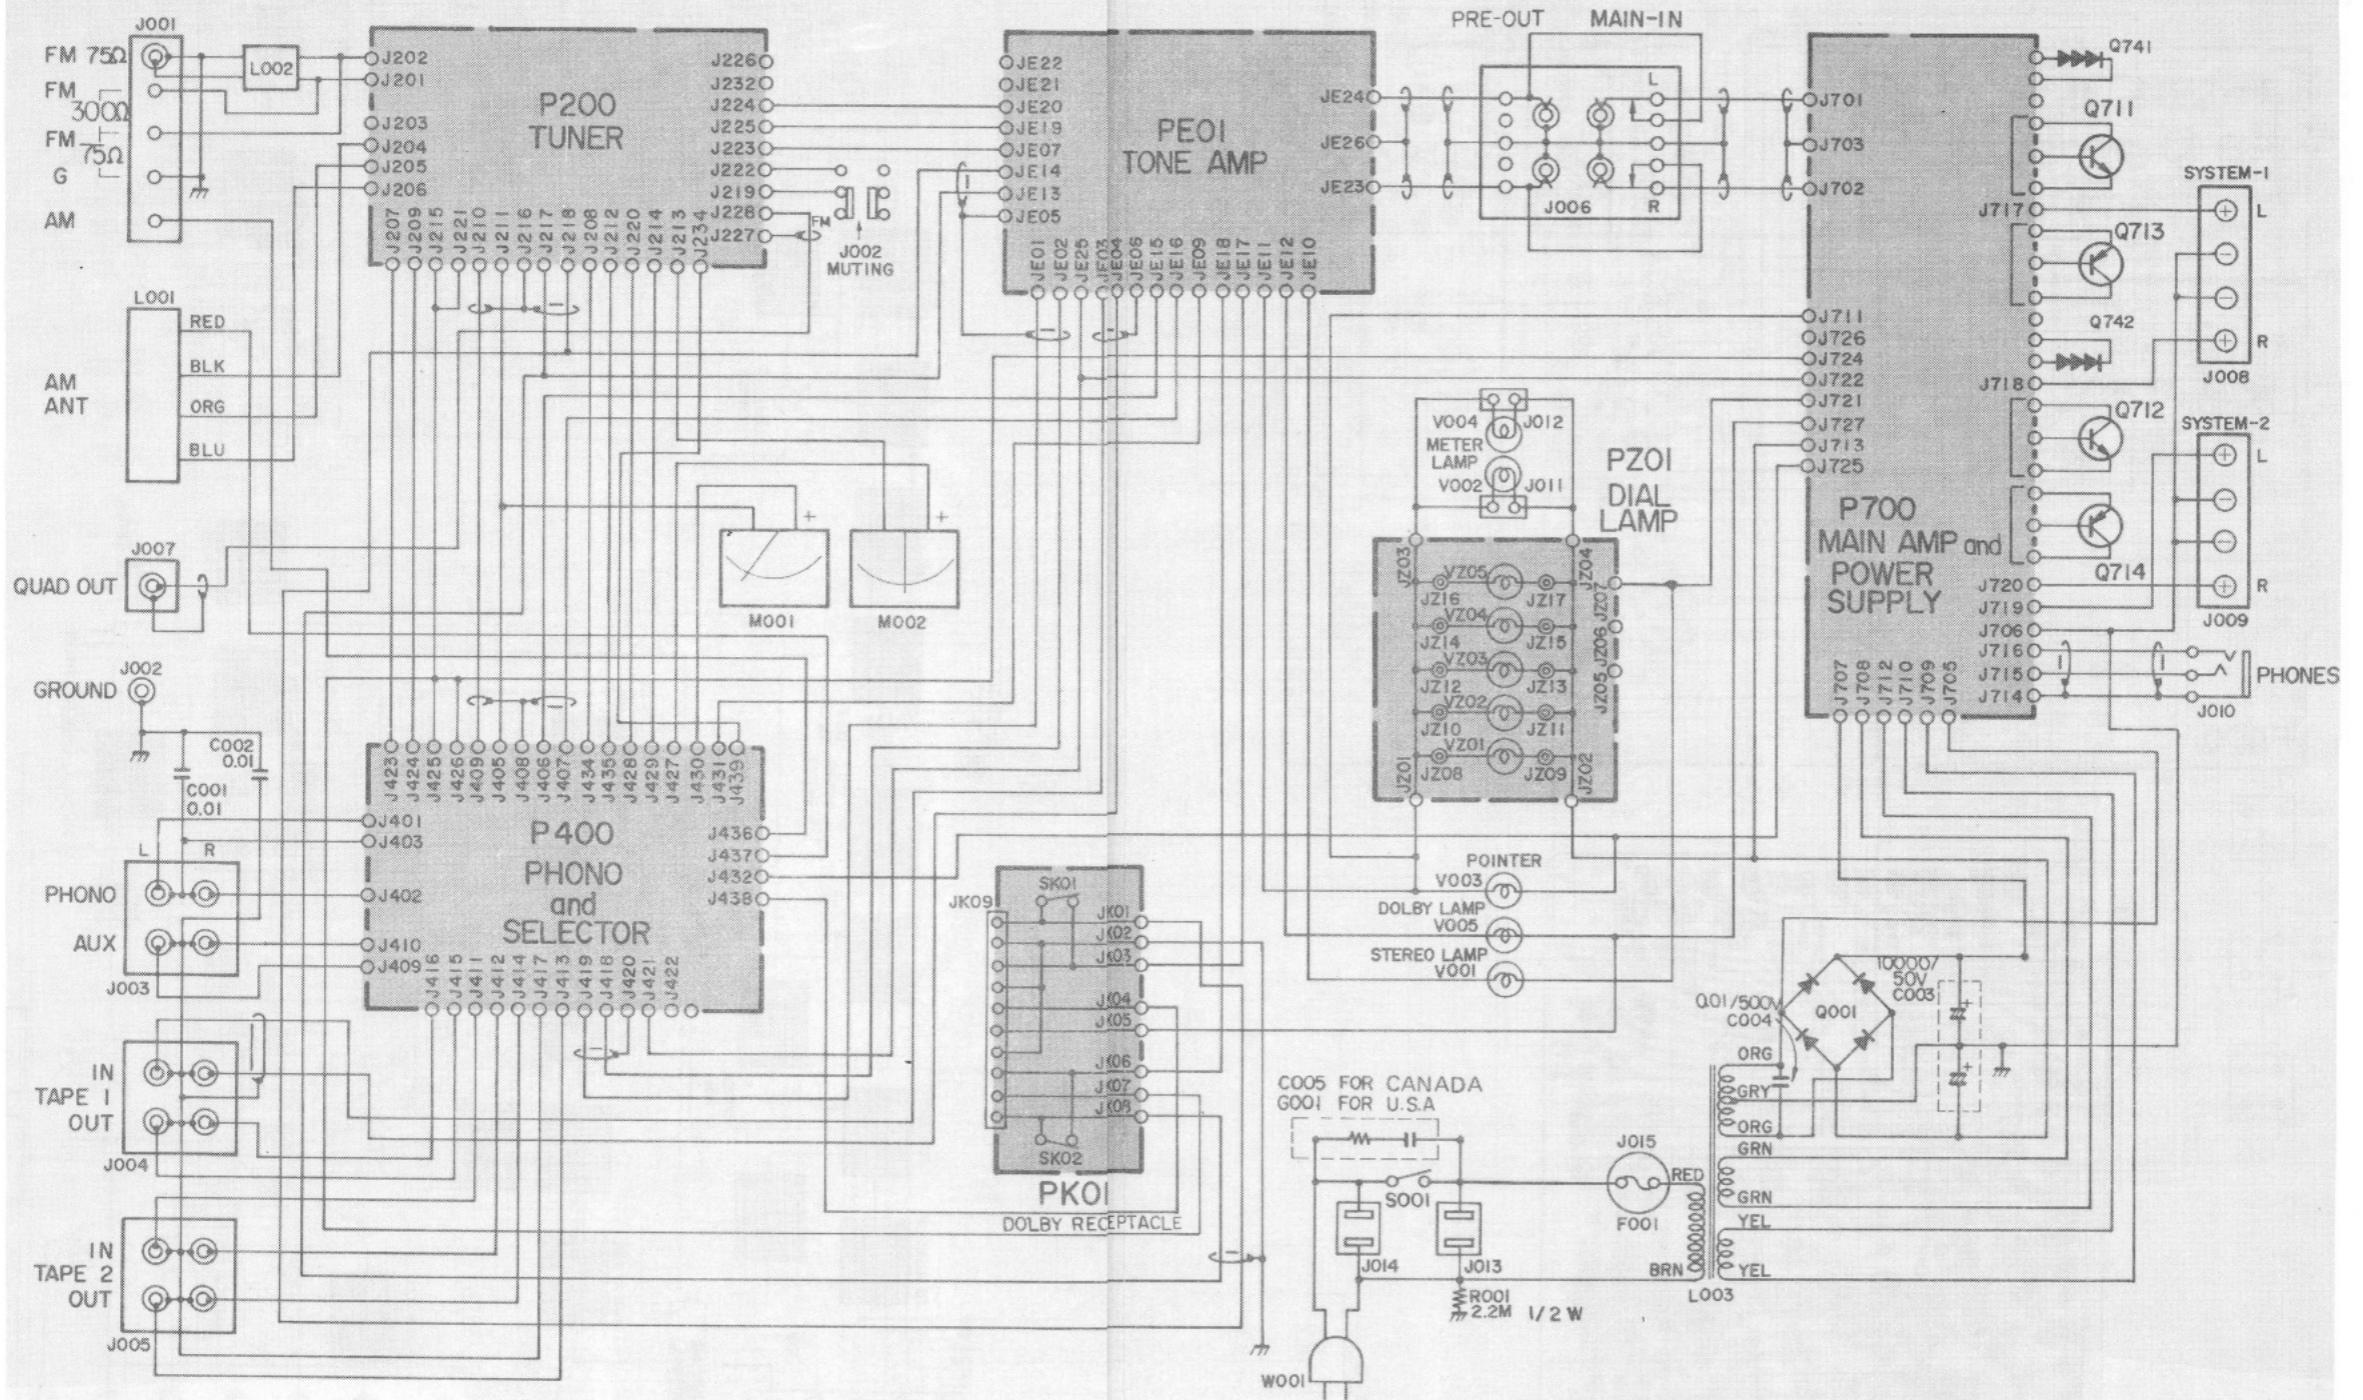 J001
FM 75Ω
FM
300Ω
FM
75Ω
G
AM
L002
J202
J201
J203
J204
J205
J206
P200
TUNER
J226
J232
J224
J225
J223
J222
J219
J228
J227
J207
J209
J215
J221
J210
J211
J216
J217
J218
J208
J212
J220
J214
J213
J234
FM
J002
MUTING
JE22
JE21
JE20
JE19
JE07
JE14
JE13
JE05
PE01
TONE AMP
JE24
JE26
JE23
JE01
JE02
JE25
JE03
JE04
JE06
JE15
JE16
JE09
JE18
JE17
JE11
JE12
JE10
PRE-OUT
MAIN-IN
L
R
J006
J701
J703
J702
J711
J726
J724
J722
J721
J727
J713
J725
P700
MAIN AMP and
POWER
SUPPLY
J717
J718
J720
J719
J706
J716
J715
J714
J707
J708
J712
J710
J709
J705
Q741
Q711
Q713
Q742
Q712
Q714
SYSTEM-1
L
R
J008
SYSTEM-2
L
R
J009
PHONES
J010
L001
RED
BLK
ORG
BLU
AM
ANT
J007
QUAD OUT
J002
GROUND
C002
0.01
C001
0.01
M001
M002
+
+
V004
J012
METER
LAMP
V002
J011
PZ01
DIAL
LAMP
JZ03
JZ04
JZ07
JZ06
JZ05
JZ01
JZ02
VZ05
JZ16
JZ17
VZ04
JZ14
JZ15
VZ03
JZ12
JZ13
VZ02
JZ10
JZ11
VZ01
JZ08
JZ09
J423
J424
J425
J426
J409
J405
J408
J406
J407
J434
J435
J428
J429
J427
J430
J431
J439
J401
J403
J402
J410
J409
P400
PHONO
and
SELECTOR
J436
J437
J432
J438
J416
J415
J411
J412
J414
J417
J413
J419
J418
J420
J421
J422
L
R
PHONO
AUX
J003
IN
TAPE 1
OUT
J004
IN
TAPE 2
OUT
J005
JK09
SK01
JK01
JK02
JK03
JK04
JK05
JK06
JK07
JK08
SK02
PK01
DOLBY RECEPTACLE
POINTER
V003
DOLBY LAMP
V005
STEREO LAMP
V001
C005 FOR CANADA
G001 FOR U.S.A
S001
J014
J013
R001
2.2M 1/2 W
W001
J015
F001
RED
BRN
L003
ORG
GRY
ORG
GRN
GRN
YEL
YEL
0.01/500V
C004
Q001
10000/
50V
C003
+
+